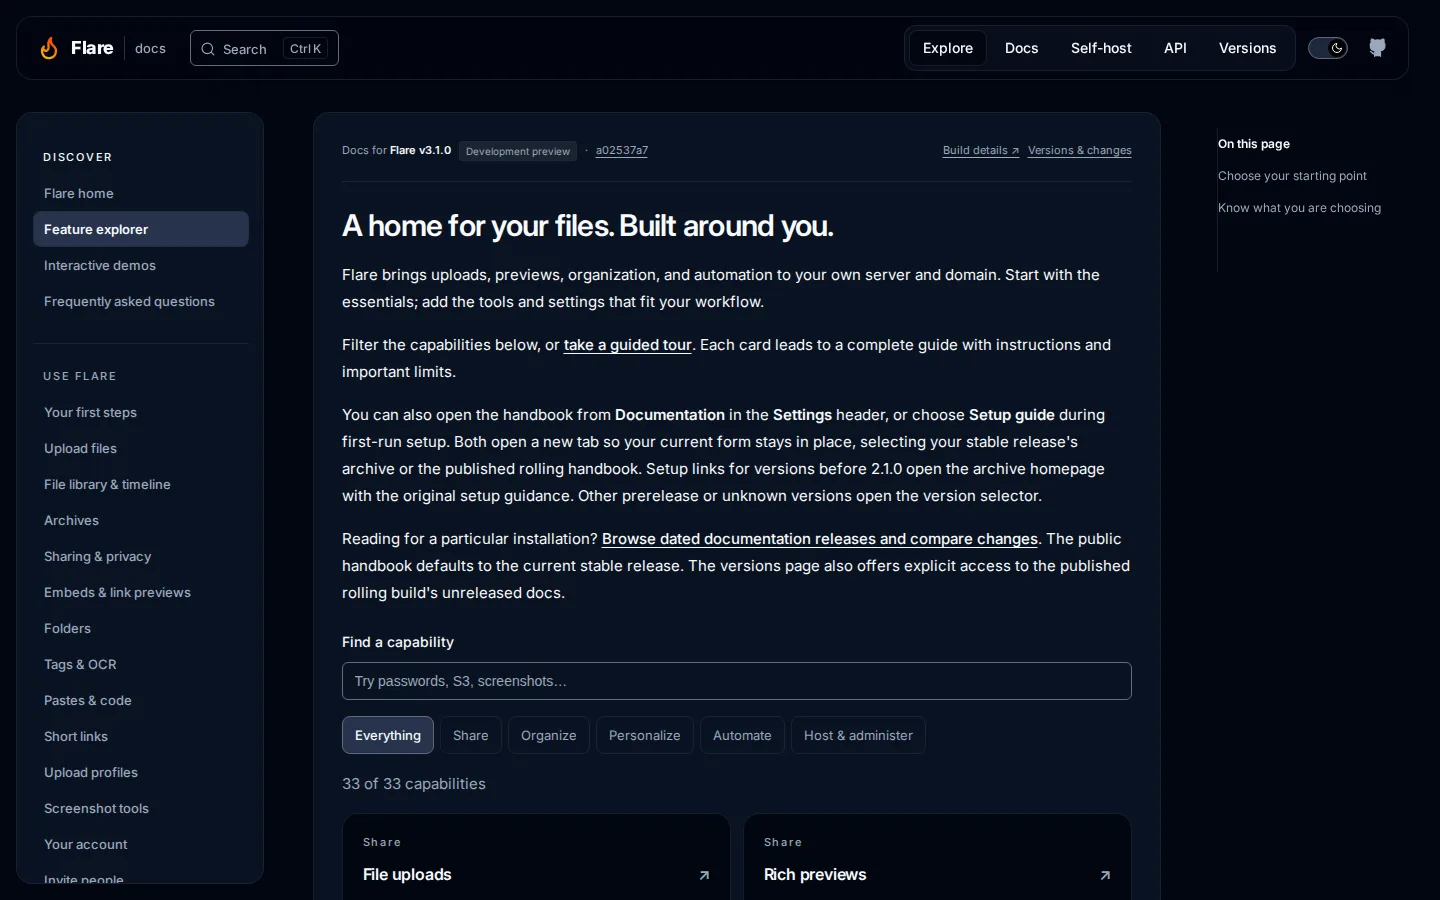 Flare docs Search Ctrl K Explore Docs Self-host API Versions
DISCOVER
Flare home
Feature explorer
Interactive demos
Frequently asked questions
USE FLARE
Your first steps
Upload files
File library & timeline
Archives
Sharing & privacy
Embeds & link previews
Folders
Tags & OCR
Pastes & code
Short links
Upload profiles
Screenshot tools
Your account
Invite people
Docs for Flare v3.1.0 Development preview · a02537a7 Build details ↗ Versions & changes
A home for your files. Built around you.
Flare brings uploads, previews, organization, and automation to your own server and domain. Start with the
essentials; add the tools and settings that fit your workflow.
Filter the capabilities below, or take a guided tour. Each card leads to a complete guide with instructions and
important limits.
You can also open the handbook from Documentation in the Settings header, or choose Setup guide during
first-run setup. Both open a new tab so your current form stays in place, selecting your stable release's
archive or the published rolling handbook. Setup links for versions before 2.1.0 open the archive homepage
with the original setup guidance. Other prerelease or unknown versions open the version selector.
Reading for a particular installation? Browse dated documentation releases and compare changes. The public
handbook defaults to the current stable release. The versions page also offers explicit access to the published
rolling build's unreleased docs.
Find a capability
Try passwords, S3, screenshots…
Everything Share Organize Personalize Automate Host & administer
33 of 33 capabilities
Share
File uploads ↗
Share
Rich previews ↗
On this page
Choose your starting point
Know what you are choosing